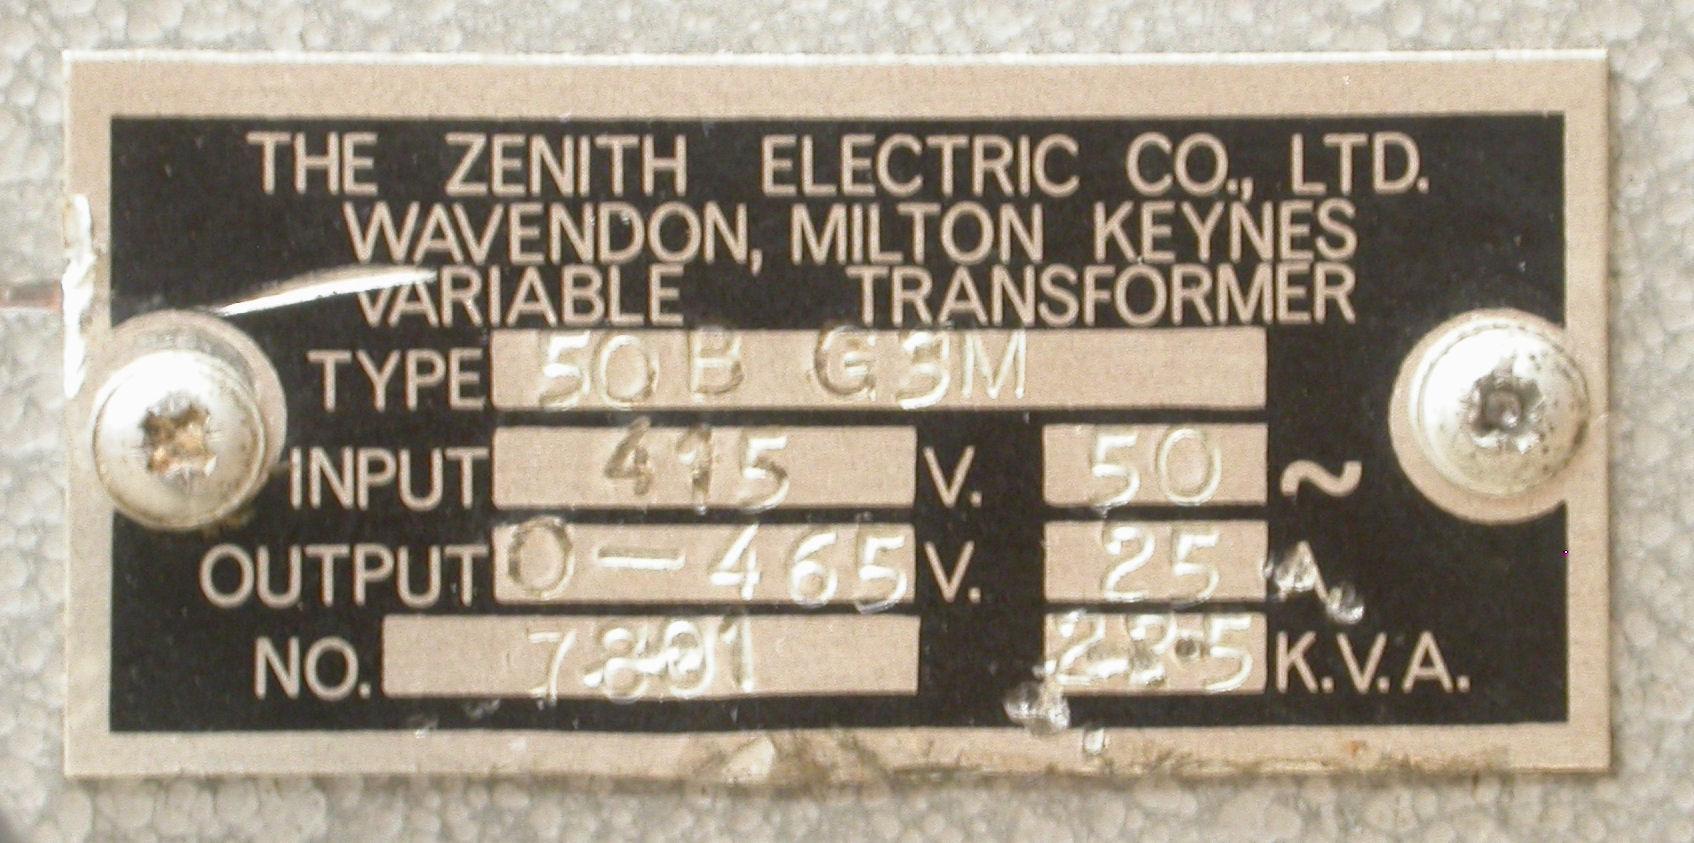 THE ZENITH ELECTRIC CO., LTD.
WAVENDON, MILTON KEYNES
VARIABLE TRANSFORMER
TYPE 50 B G3M
INPUT 415 V. 50 ~
OUTPUT 0-465 V. 25 A.
NO. K.V.A.